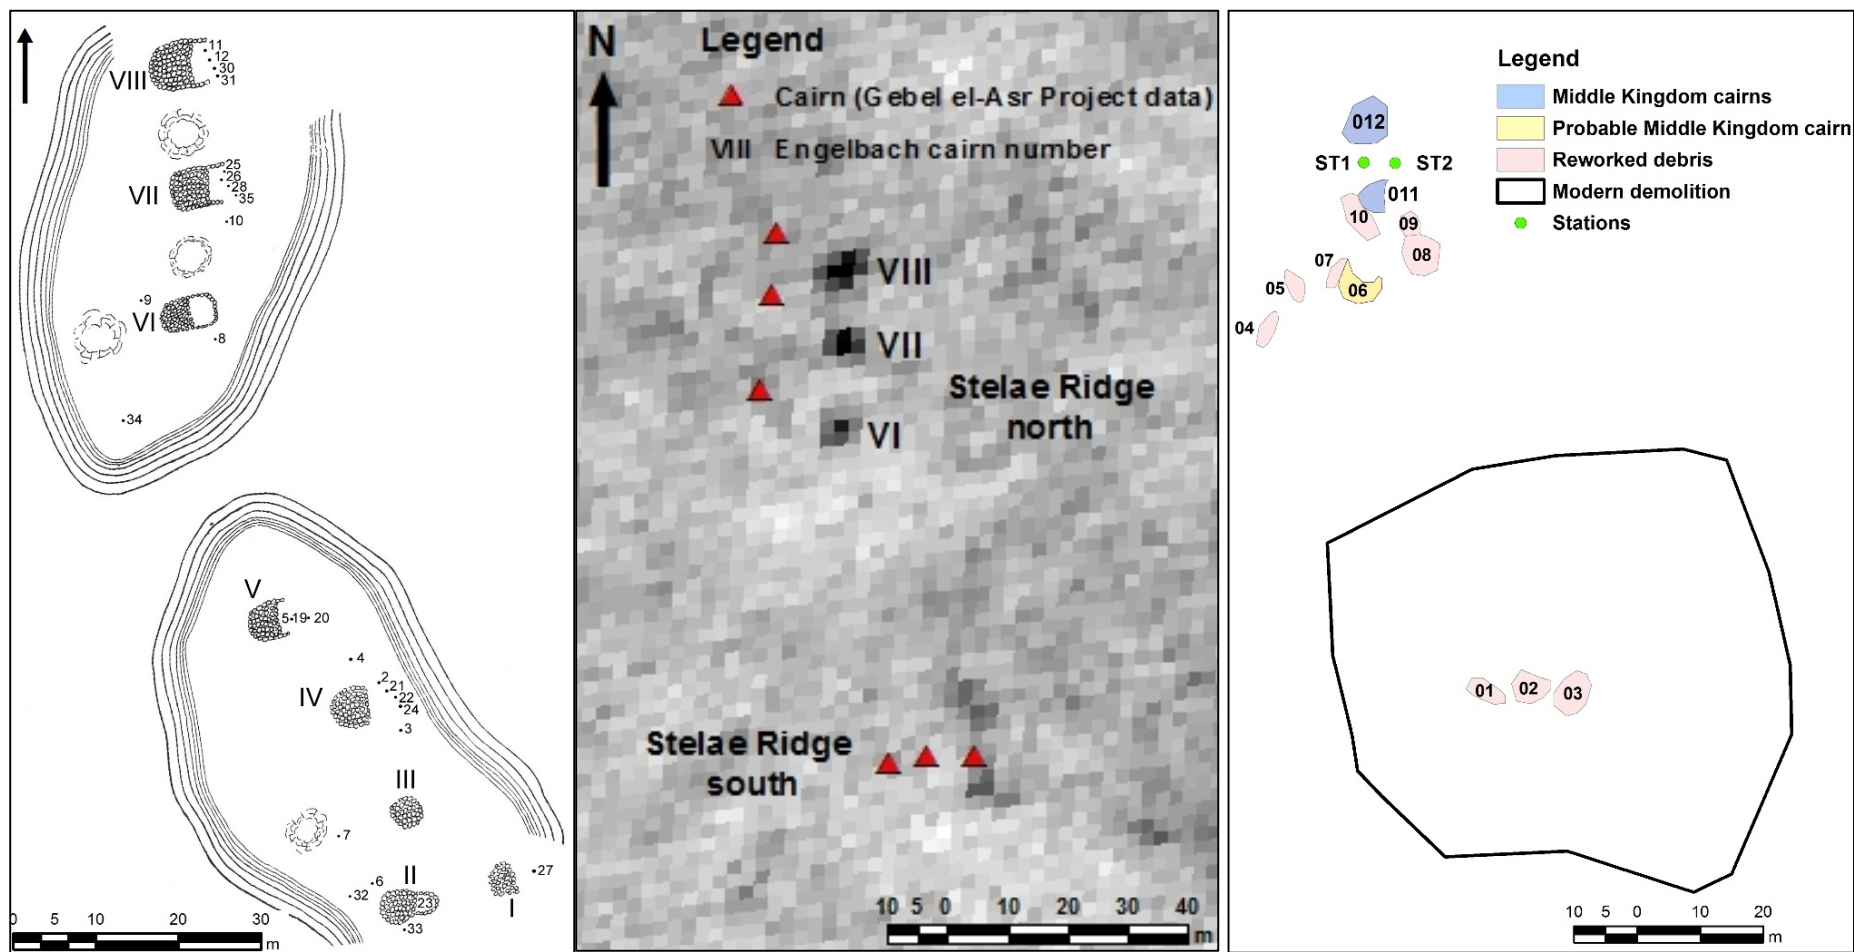 VIII
11
12
30
31
VII
25
26
28
35
10
9
VI
8
34
V
5 19 20
4
IV
2
21
22
24
3
III
7
II
6
32
23
33
27
I
0 5 10 20 30
m
N
Legend
Cairn (Gebel el-Asr Project data)
VIII Engelbach cairn number
VIII
VII
VI
Stelae Ridge
north
Stelae Ridge
south
10 5 0 10 20 30 40
m
Legend
Middle Kingdom cairns
Probable Middle Kingdom cairn
Reworked debris
Modern demolition
Stations
012
ST1 ST2
011
10
09
08
07
06
05
04
01 02 03
10 5 0 10 20
m